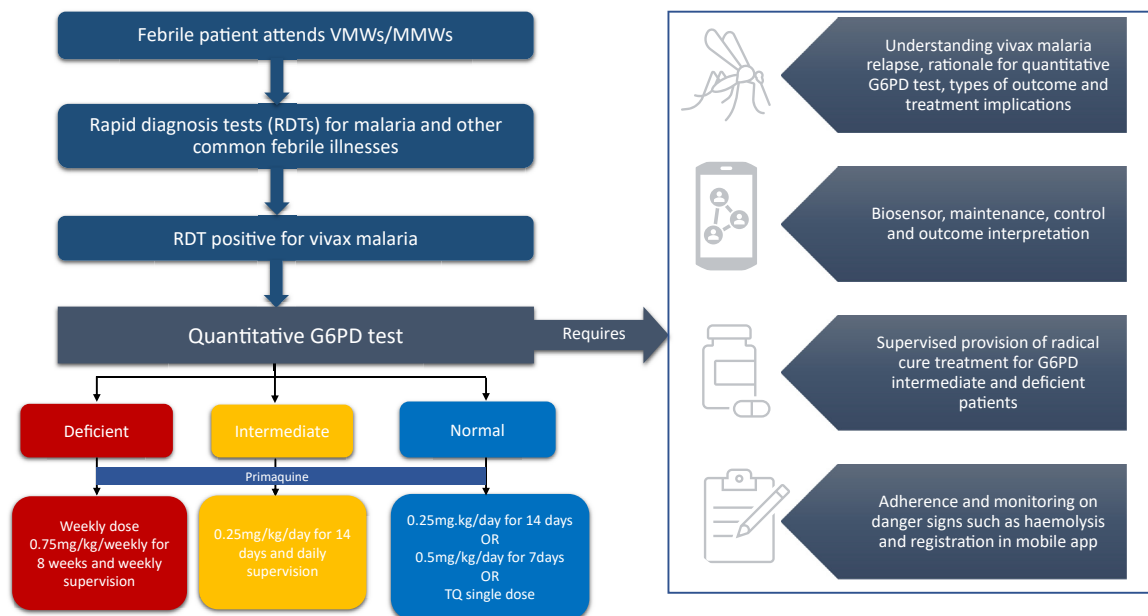 Febrile patient attends VMWs/MMWs
Rapid diagnosis tests (RDTs) for malaria and other
common febrile illnesses
RDT positive for vivax malaria
Quantitative G6PD test
Requires
Deficient
Intermediate
Normal
Primaquine
Weekly dose
0.75mg/kg/weekly for
8 weeks and weekly
supervision
0.25mg/kg/day for 14
days and daily
supervision
0.25mg.kg/day for 14 days
OR
0.5mg/kg/day for 7days
OR
TQ single dose
Understanding vivax malaria
relapse, rationale for quantitative
G6PD test, types of outcome and
treatment implications
Biosensor, maintenance, control
and outcome interpretation
Supervised provision of radical
cure treatment for G6PD
intermediate and deficient
patients
Adherence and monitoring on
danger signs such as haemolysis
and registration in mobile app